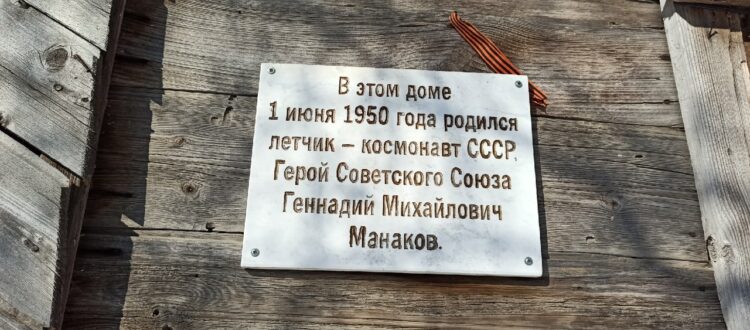 В этом доме
1 июня 1950 года родился
летчик – космонавт СССР,
Герой Советского Союза
Геннадий Михайлович
Манаков.